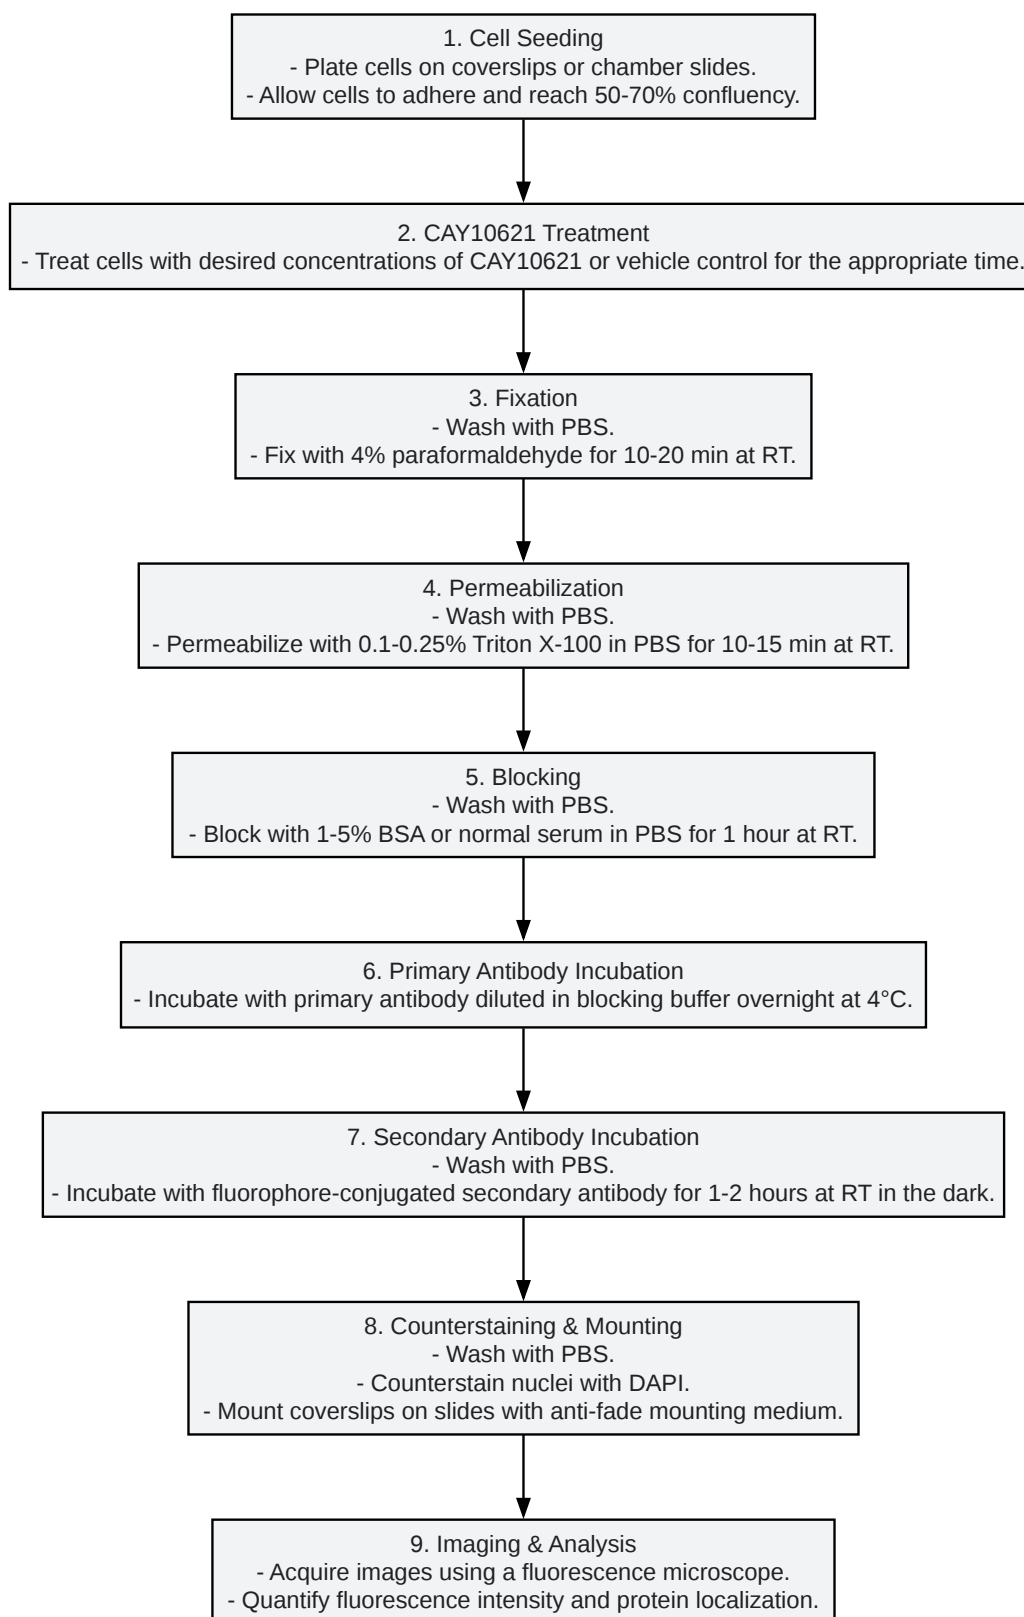 1. Cell Seeding
- Plate cells on coverslips or chamber slides.
- Allow cells to adhere and reach 50-70% confluency.
2. CAY10621 Treatment
- Treat cells with desired concentrations of CAY10621 or vehicle control for the appropriate time.
3. Fixation
- Wash with PBS.
- Fix with 4% paraformaldehyde for 10-20 min at RT.
4. Permeabilization
- Wash with PBS.
- Permeabilize with 0.1-0.25% Triton X-100 in PBS for 10-15 min at RT.
5. Blocking
- Wash with PBS.
- Block with 1-5% BSA or normal serum in PBS for 1 hour at RT.
6. Primary Antibody Incubation
- Incubate with primary antibody diluted in blocking buffer overnight at 4°C.
7. Secondary Antibody Incubation
- Wash with PBS.
- Incubate with fluorophore-conjugated secondary antibody for 1-2 hours at RT in the dark.
8. Counterstaining & Mounting
- Wash with PBS.
- Counterstain nuclei with DAPI.
- Mount coverslips on slides with anti-fade mounting medium.
9. Imaging & Analysis
- Acquire images using a fluorescence microscope.
- Quantify fluorescence intensity and protein localization.